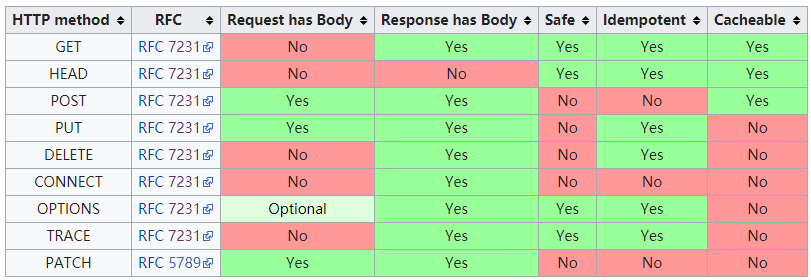 HTTP method RFC Request has Body Response has Body Safe Idempotent Cacheable
GET RFC 7231 No Yes Yes Yes Yes
HEAD RFC 7231 No No Yes Yes Yes
POST RFC 7231 Yes Yes No No Yes
PUT RFC 7231 Yes Yes No Yes No
DELETE RFC 7231 No Yes No Yes No
CONNECT RFC 7231 No Yes No No No
OPTIONS RFC 7231 Optional Yes Yes Yes No
TRACE RFC 7231 No Yes Yes Yes No
PATCH RFC 5789 Yes Yes No No No